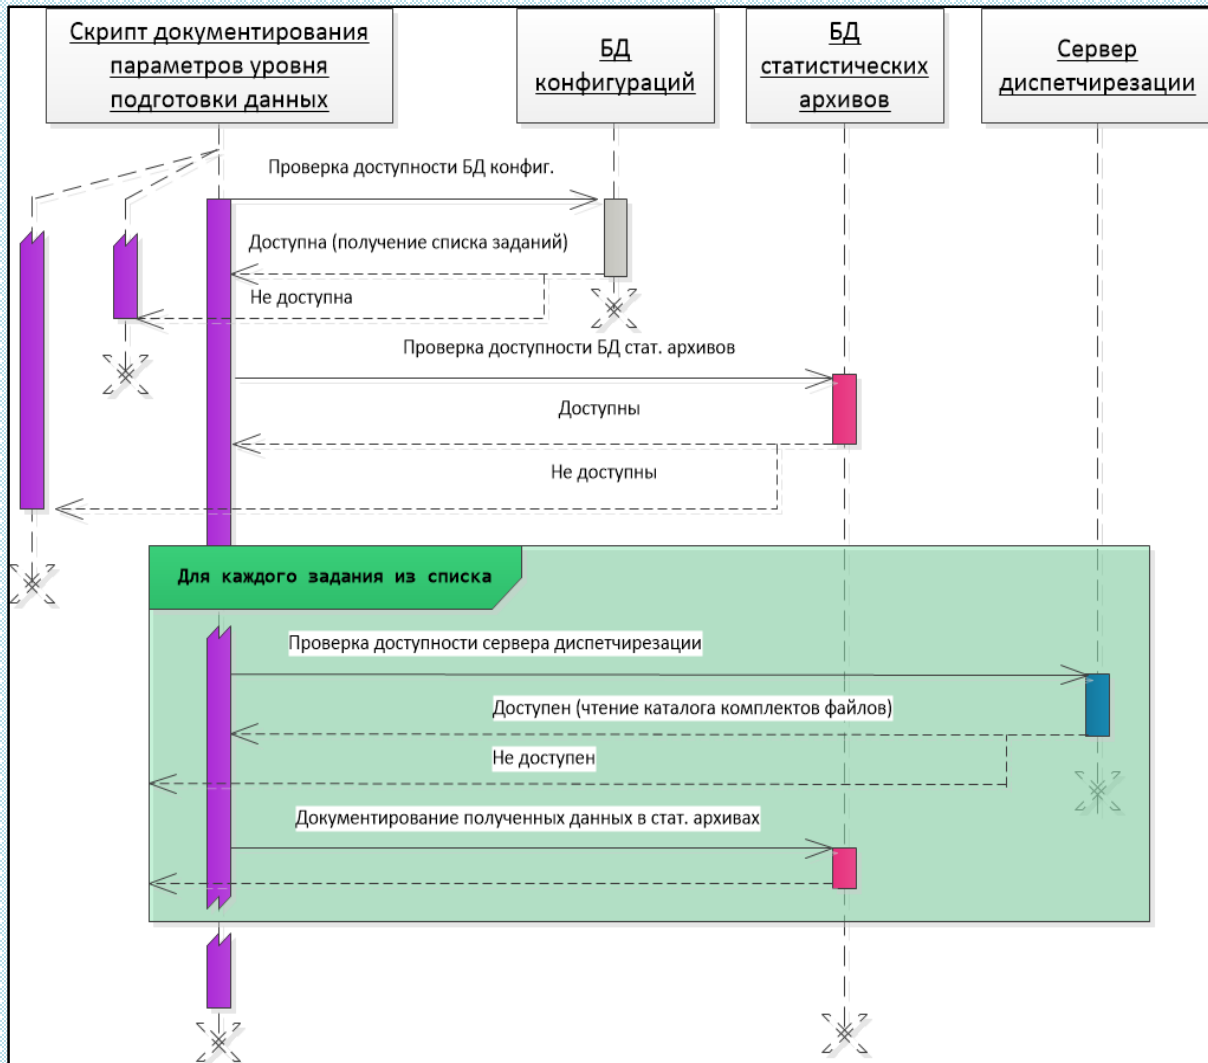 Скрипт документирования
параметров уровня
подготовки данных
БД
конфигураций
БД
статистических
архивов
Сервер
диспетчирезации
Проверка доступности БД конфиг.
Доступна (получение списка заданий)
Не доступна
Проверка доступности БД стат. архивов
Доступны
Не доступны
Для каждого задания из списка
Проверка доступности сервера диспетчирезации
Доступен (чтение каталога комплектов файлов)
Не доступен
Документирование полученных данных в стат. архивах